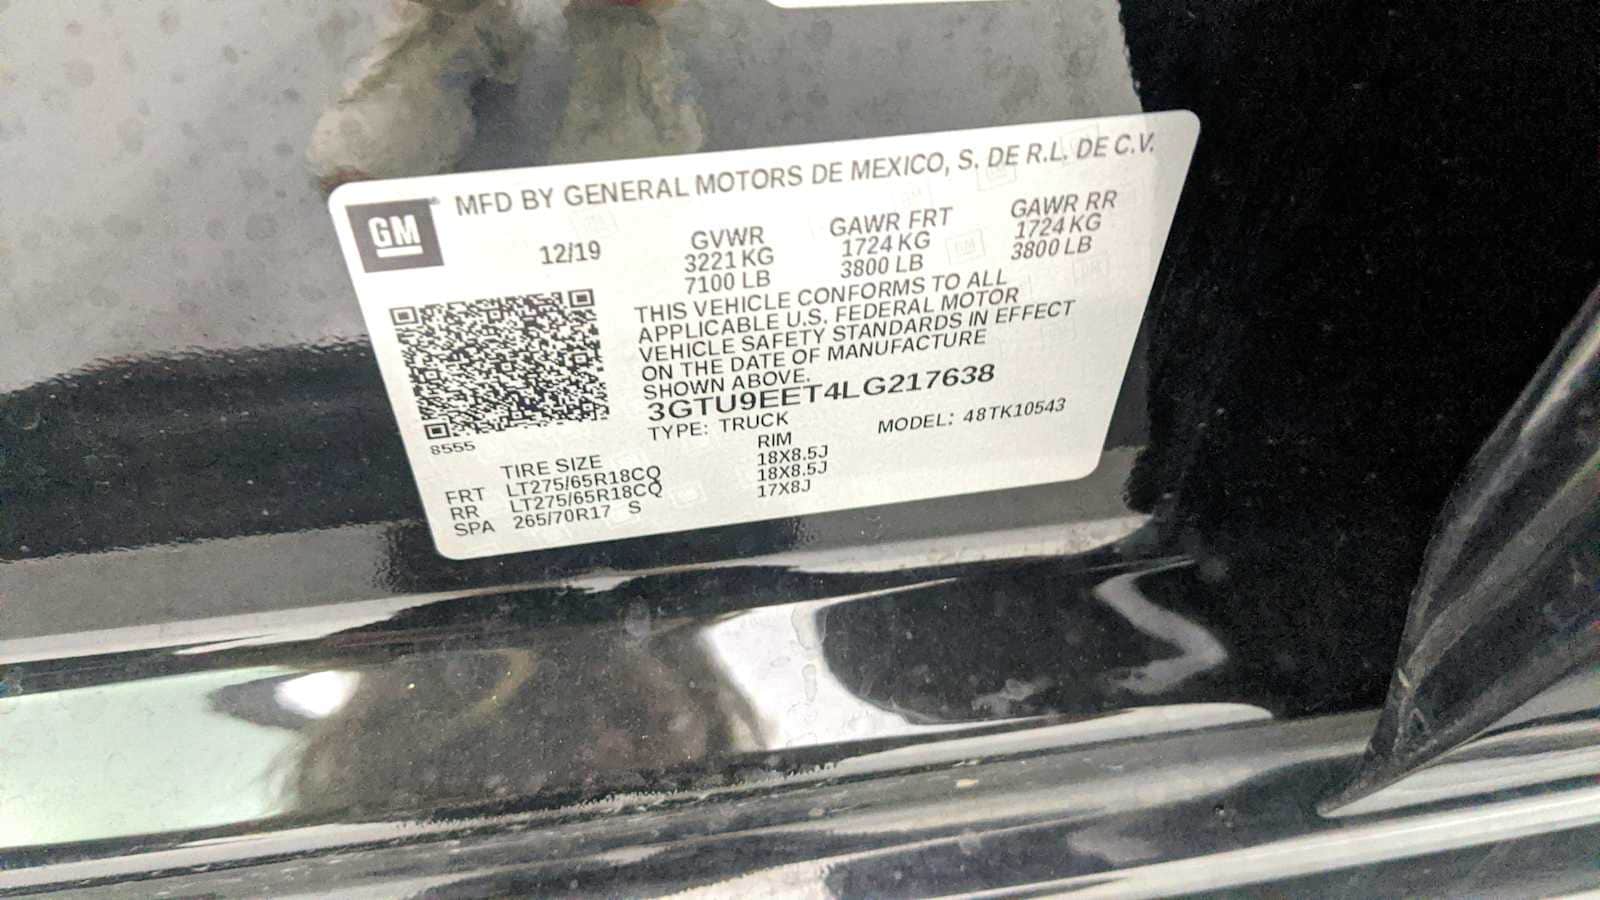 GM MFD BY GENERAL MOTORS DE MEXICO, S. DE R.L. DE C.V.
12/19
GVWR GAWR FRT GAWR RR
3221 KG 1724 KG 1724 KG
7100 LB 3800 LB 3800 LB
THIS VEHICLE CONFORMS TO ALL
APPLICABLE U.S. FEDERAL MOTOR
VEHICLE SAFETY STANDARDS IN EFFECT
ON THE DATE OF MANUFACTURE
SHOWN ABOVE.
3GTU9EET4LG217638
TYPE: TRUCK MODEL: 48TK10543
8555
TIRE SIZE RIM
FRT LT275/65R18CQ 18X8.5J
RR LT275/65R18CQ 18X8.5J
SPA 265/70R17 S 17X8J